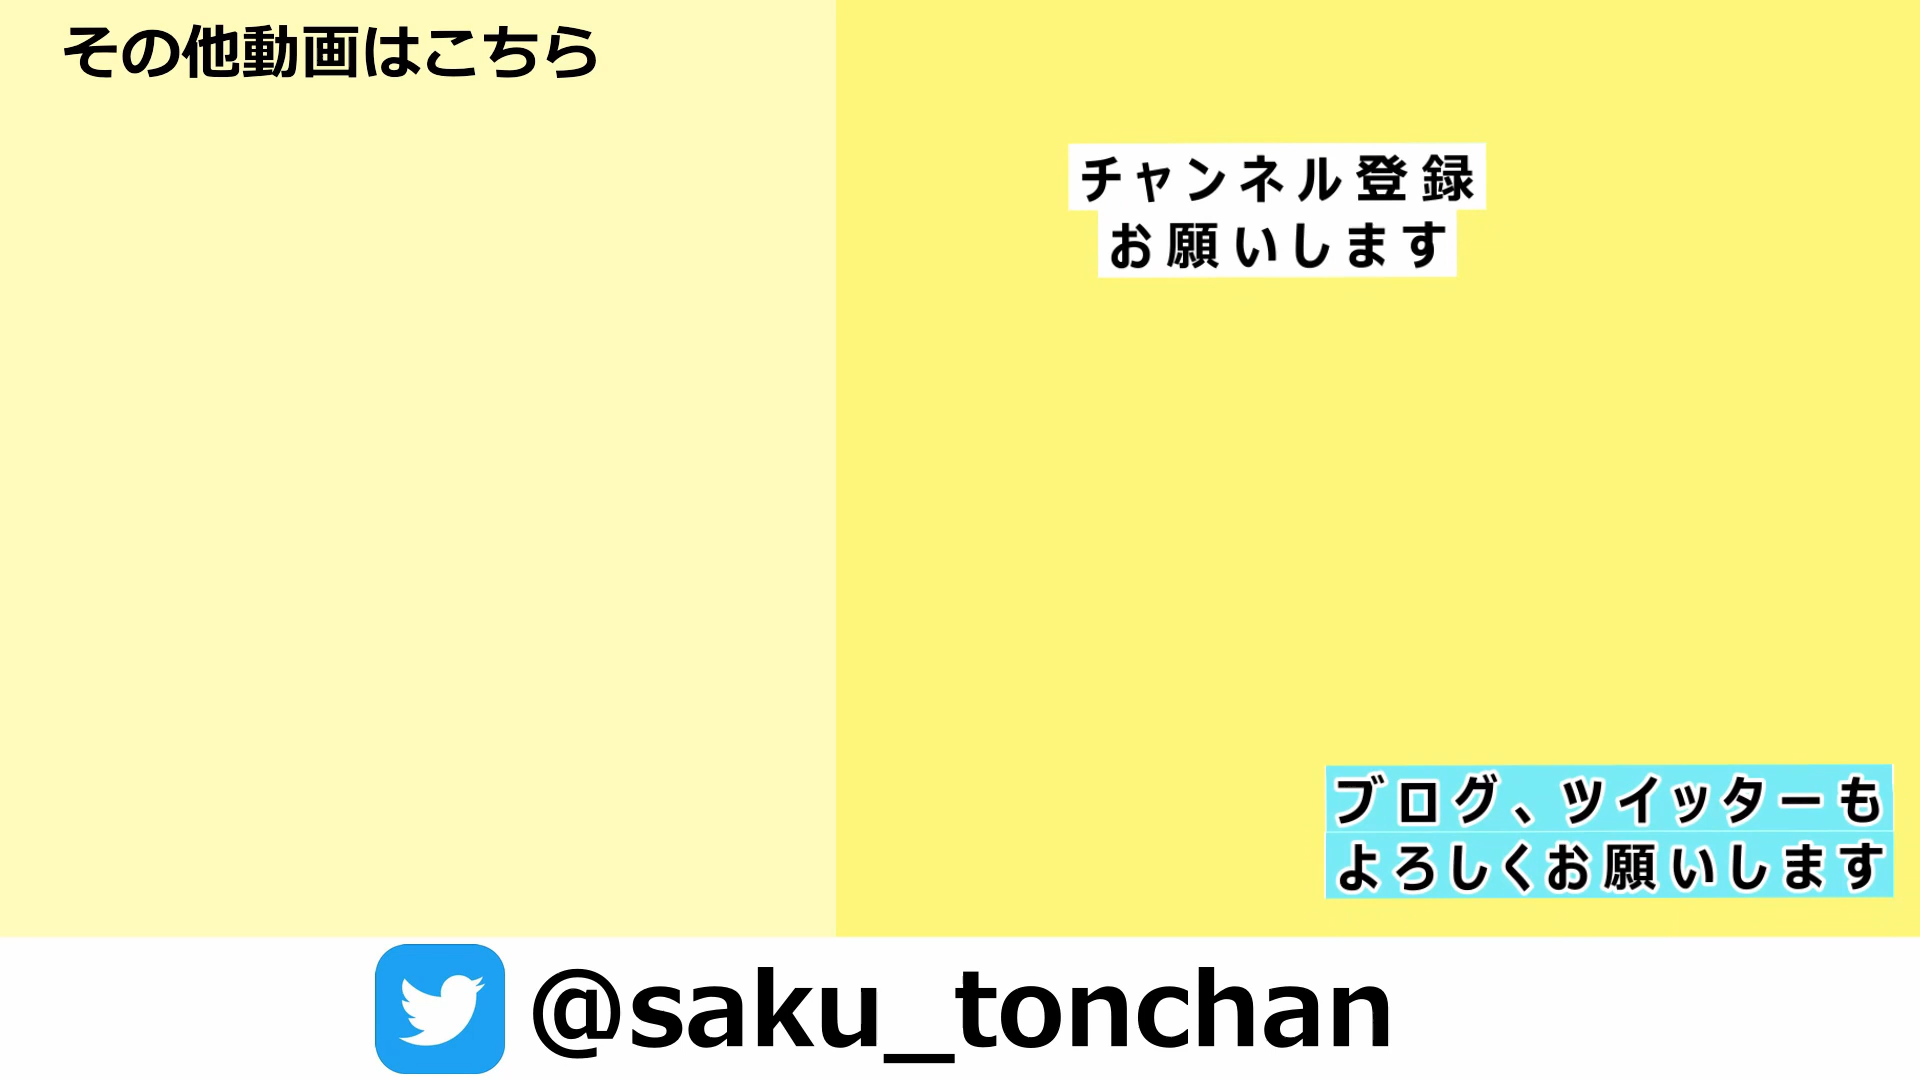 その他動画はこちら
チャンネル登録
お願いします
ブログ、ツイッターも
よろしくお願いします
@saku_tonchan